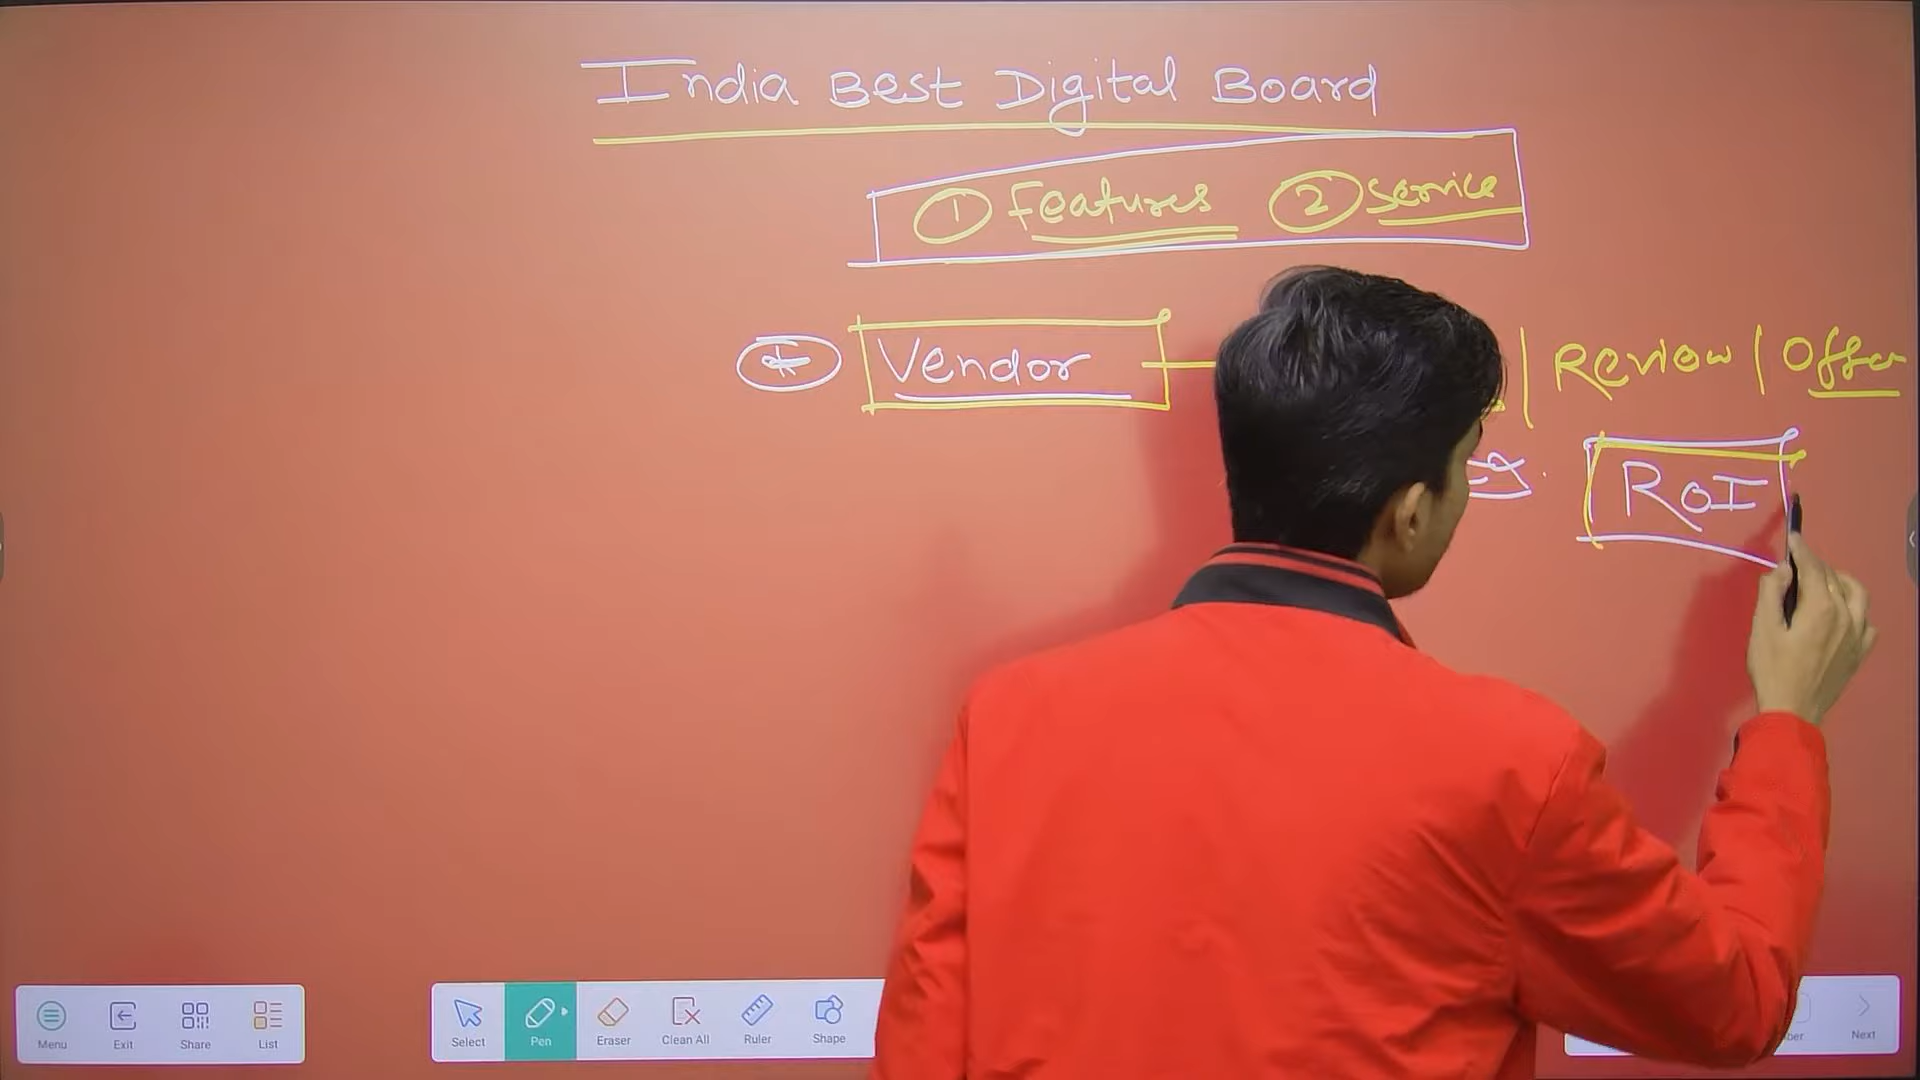 India Best Digital Board
① Features ② Service
Vendor | Review | Offer
RoI
Menu Exit Share List Select Pen Eraser Clean All Ruler Shape Next